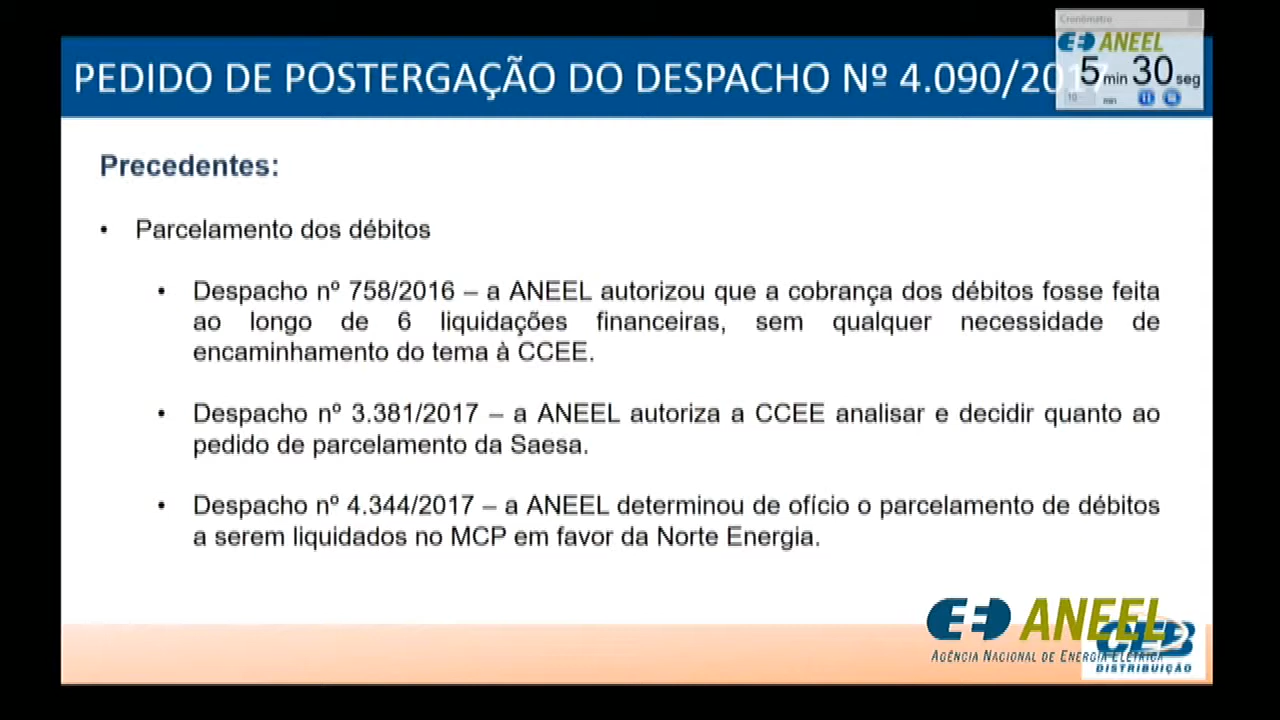 Cronômetro
ANEEL
5 min 30 seg
10 min
PEDIDO DE POSTERGAÇÃO DO DESPACHO Nº 4.090/2017
Precedentes:
• Parcelamento dos débitos
• Despacho nº 758/2016 – a ANEEL autorizou que a cobrança dos débitos fosse feita
ao longo de 6 liquidações financeiras, sem qualquer necessidade de
encaminhamento do tema à CCEE.
• Despacho nº 3.381/2017 – a ANEEL autoriza a CCEE analisar e decidir quanto ao
pedido de parcelamento da Saesa.
• Despacho nº 4.344/2017 – a ANEEL determinou de ofício o parcelamento de débitos
a serem liquidados no MCP em favor da Norte Energia.
ANEEL
AGÊNCIA NACIONAL DE ENERGIA ELÉTRICA
CEB
DISTRIBUIÇÃO